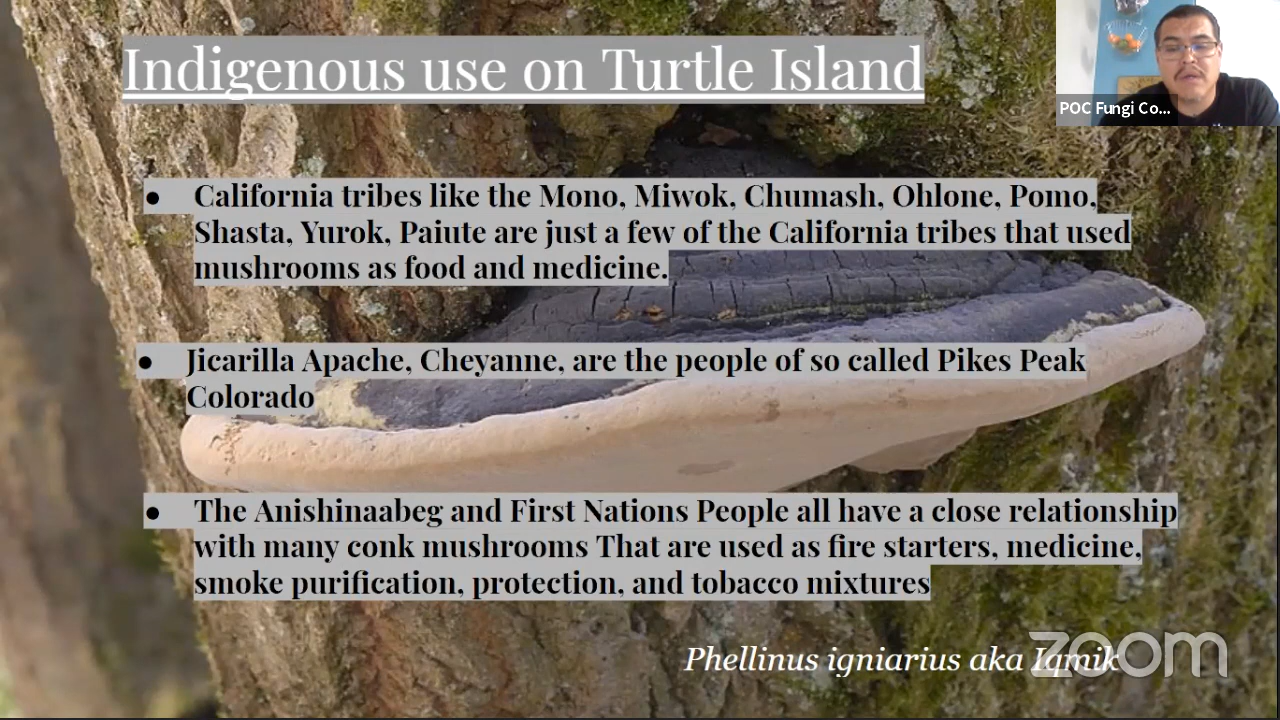 Indigenous use on Turtle Island
POC Fungi Co...
● California tribes like the Mono, Miwok, Chumash, Ohlone, Pomo,
Shasta, Yurok, Paiute are just a few of the California tribes that used
mushrooms as food and medicine.
● Jicarilla Apache, Cheyanne, are the people of so called Pikes Peak
Colorado
● The Anishinaabeg and First Nations People all have a close relationship
with many conk mushrooms That are used as fire starters, medicine,
smoke purification, protection, and tobacco mixtures
Phellinus igniarius aka Iqmik
zoom